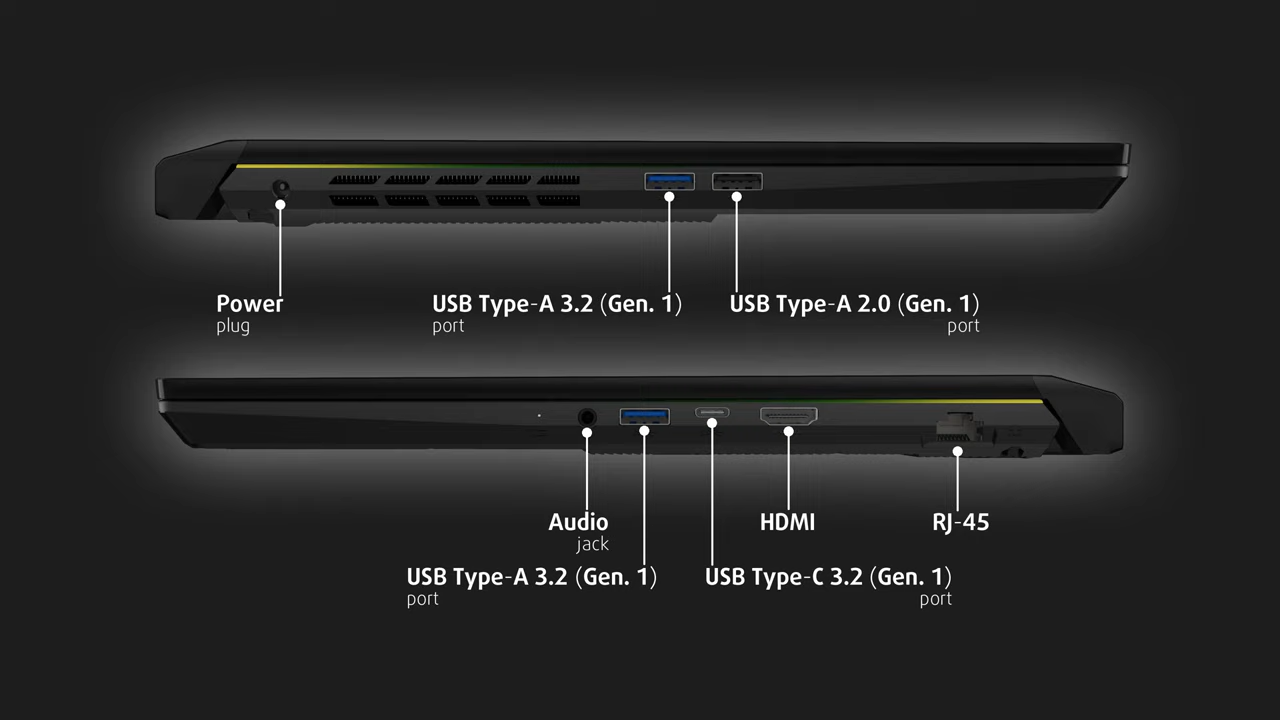 Power
plug
USB Type-A 3.2 (Gen. 1)
port
USB Type-A 2.0 (Gen. 1)
port
Audio
jack
HDMI
RJ-45
USB Type-A 3.2 (Gen. 1)
port
USB Type-C 3.2 (Gen. 1)
port